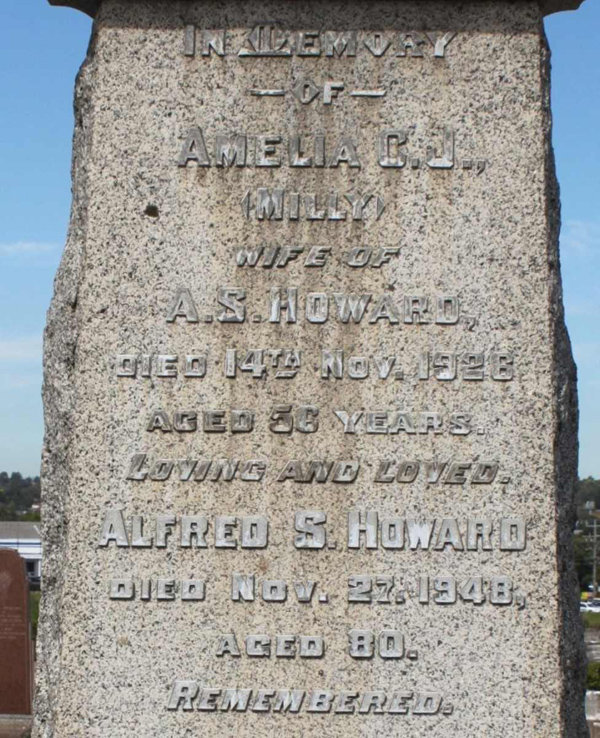 In Memory
Of
Amelia C.J.,
(Milly)
Wife of
A.S. Howard,
Died 14th Nov. 1926
Aged 56 Years.
Loving and Loved.
Alfred S. Howard
Died Nov. 27. 1948,
Aged 80.
Remembered.